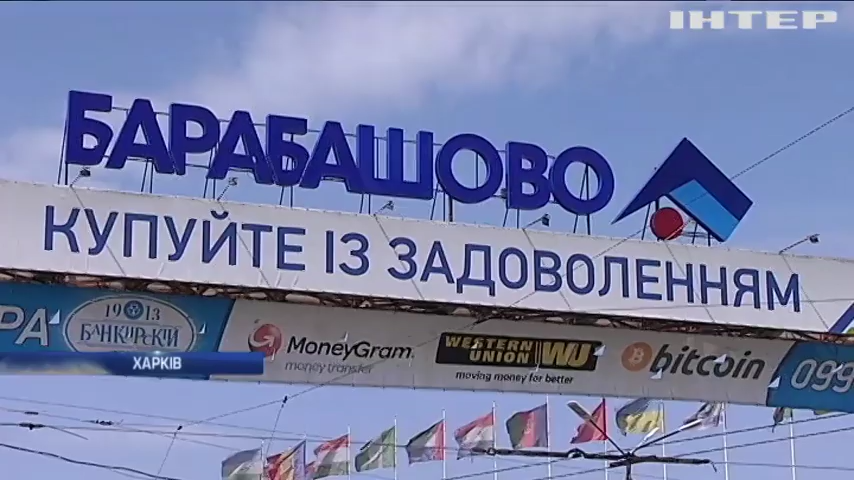 ІНТЕР
БАРАБАШОВО
КУПУЙТЕ ІЗ ЗАДОВОЛЕННЯМ
РА
1913
БАНКИРСКІЙ
MoneyGram
money transfer
WESTERN UNION WU
moving money for better
bitcoin
099
ХАРКІВ